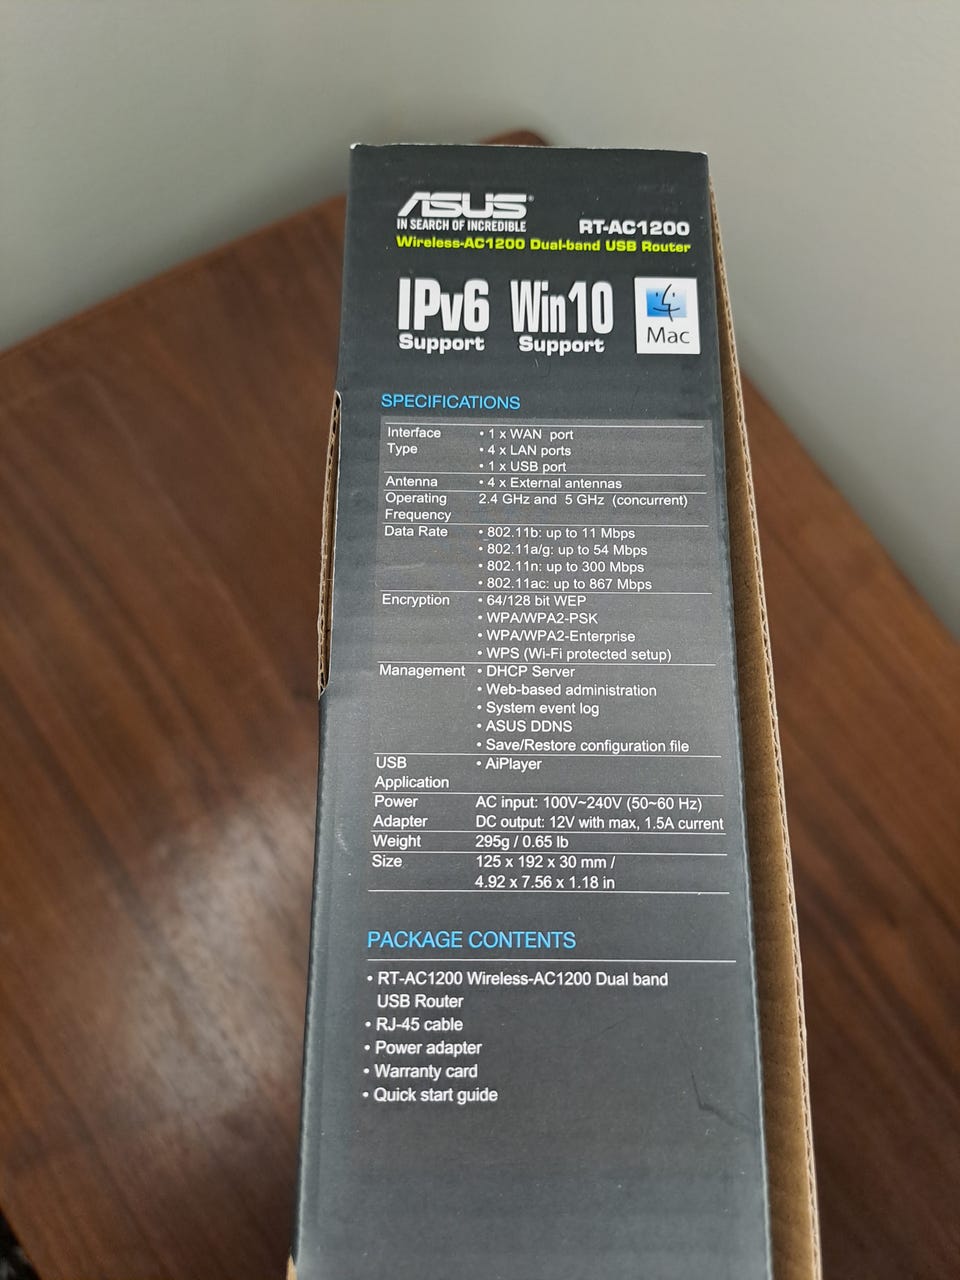 ASUS®
IN SEARCH OF INCREDIBLE
RT-AC1200
Wireless-AC1200 Dual-band USB Router
IPv6 Win10
Support Support
Mac
SPECIFICATIONS
Interface • 1 x WAN port
Type • 4 x LAN ports
• 1 x USB port
Antenna • 4 x External antennas
Operating 2.4 GHz and 5 GHz (concurrent)
Frequency
Data Rate • 802.11b: up to 11 Mbps
• 802.11a/g: up to 54 Mbps
• 802.11n: up to 300 Mbps
• 802.11ac: up to 867 Mbps
Encryption • 64/128 bit WEP
• WPA/WPA2-PSK
• WPA/WPA2-Enterprise
• WPS (Wi-Fi protected setup)
Management • DHCP Server
• Web-based administration
• System event log
• ASUS DDNS
• Save/Restore configuration file
USB • AiPlayer
Application
Power AC input: 100V~240V (50~60 Hz)
Adapter DC output: 12V with max, 1.5A current
Weight 295g / 0.65 lb
Size 125 x 192 x 30 mm /
4.92 x 7.56 x 1.18 in
PACKAGE CONTENTS
• RT-AC1200 Wireless-AC1200 Dual band
USB Router
• RJ-45 cable
• Power adapter
• Warranty card
• Quick start guide